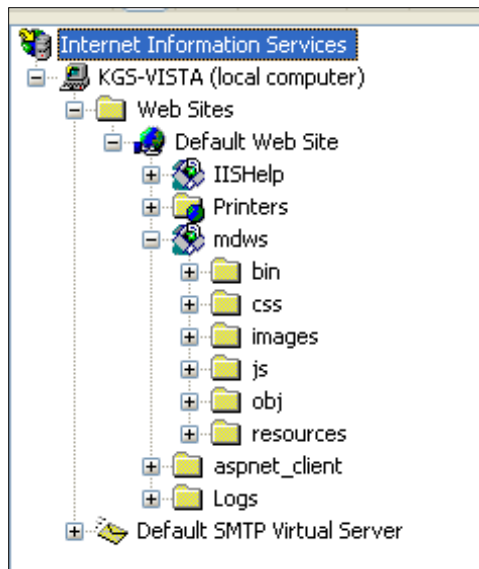 Internet Information Services
KGS-VISTA (local computer)
Web Sites
Default Web Site
IISHelp
Printers
mdws
bin
css
images
js
obj
resources
aspnet_client
Logs
Default SMTP Virtual Server